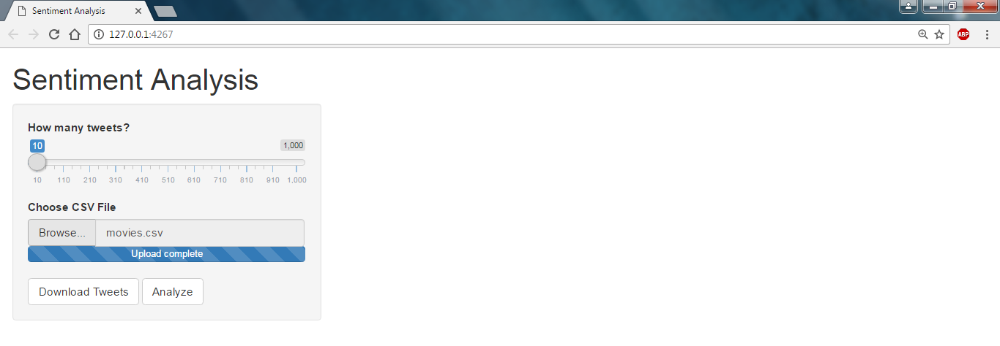 Sentiment Analysis
127.0.0.1:4267
ABP
Sentiment Analysis
How many tweets?
10 1,000
10 110 210 310 410 510 610 710 810 910 1,000
Choose CSV File
Browse... movies.csv
Upload complete
Download Tweets Analyze